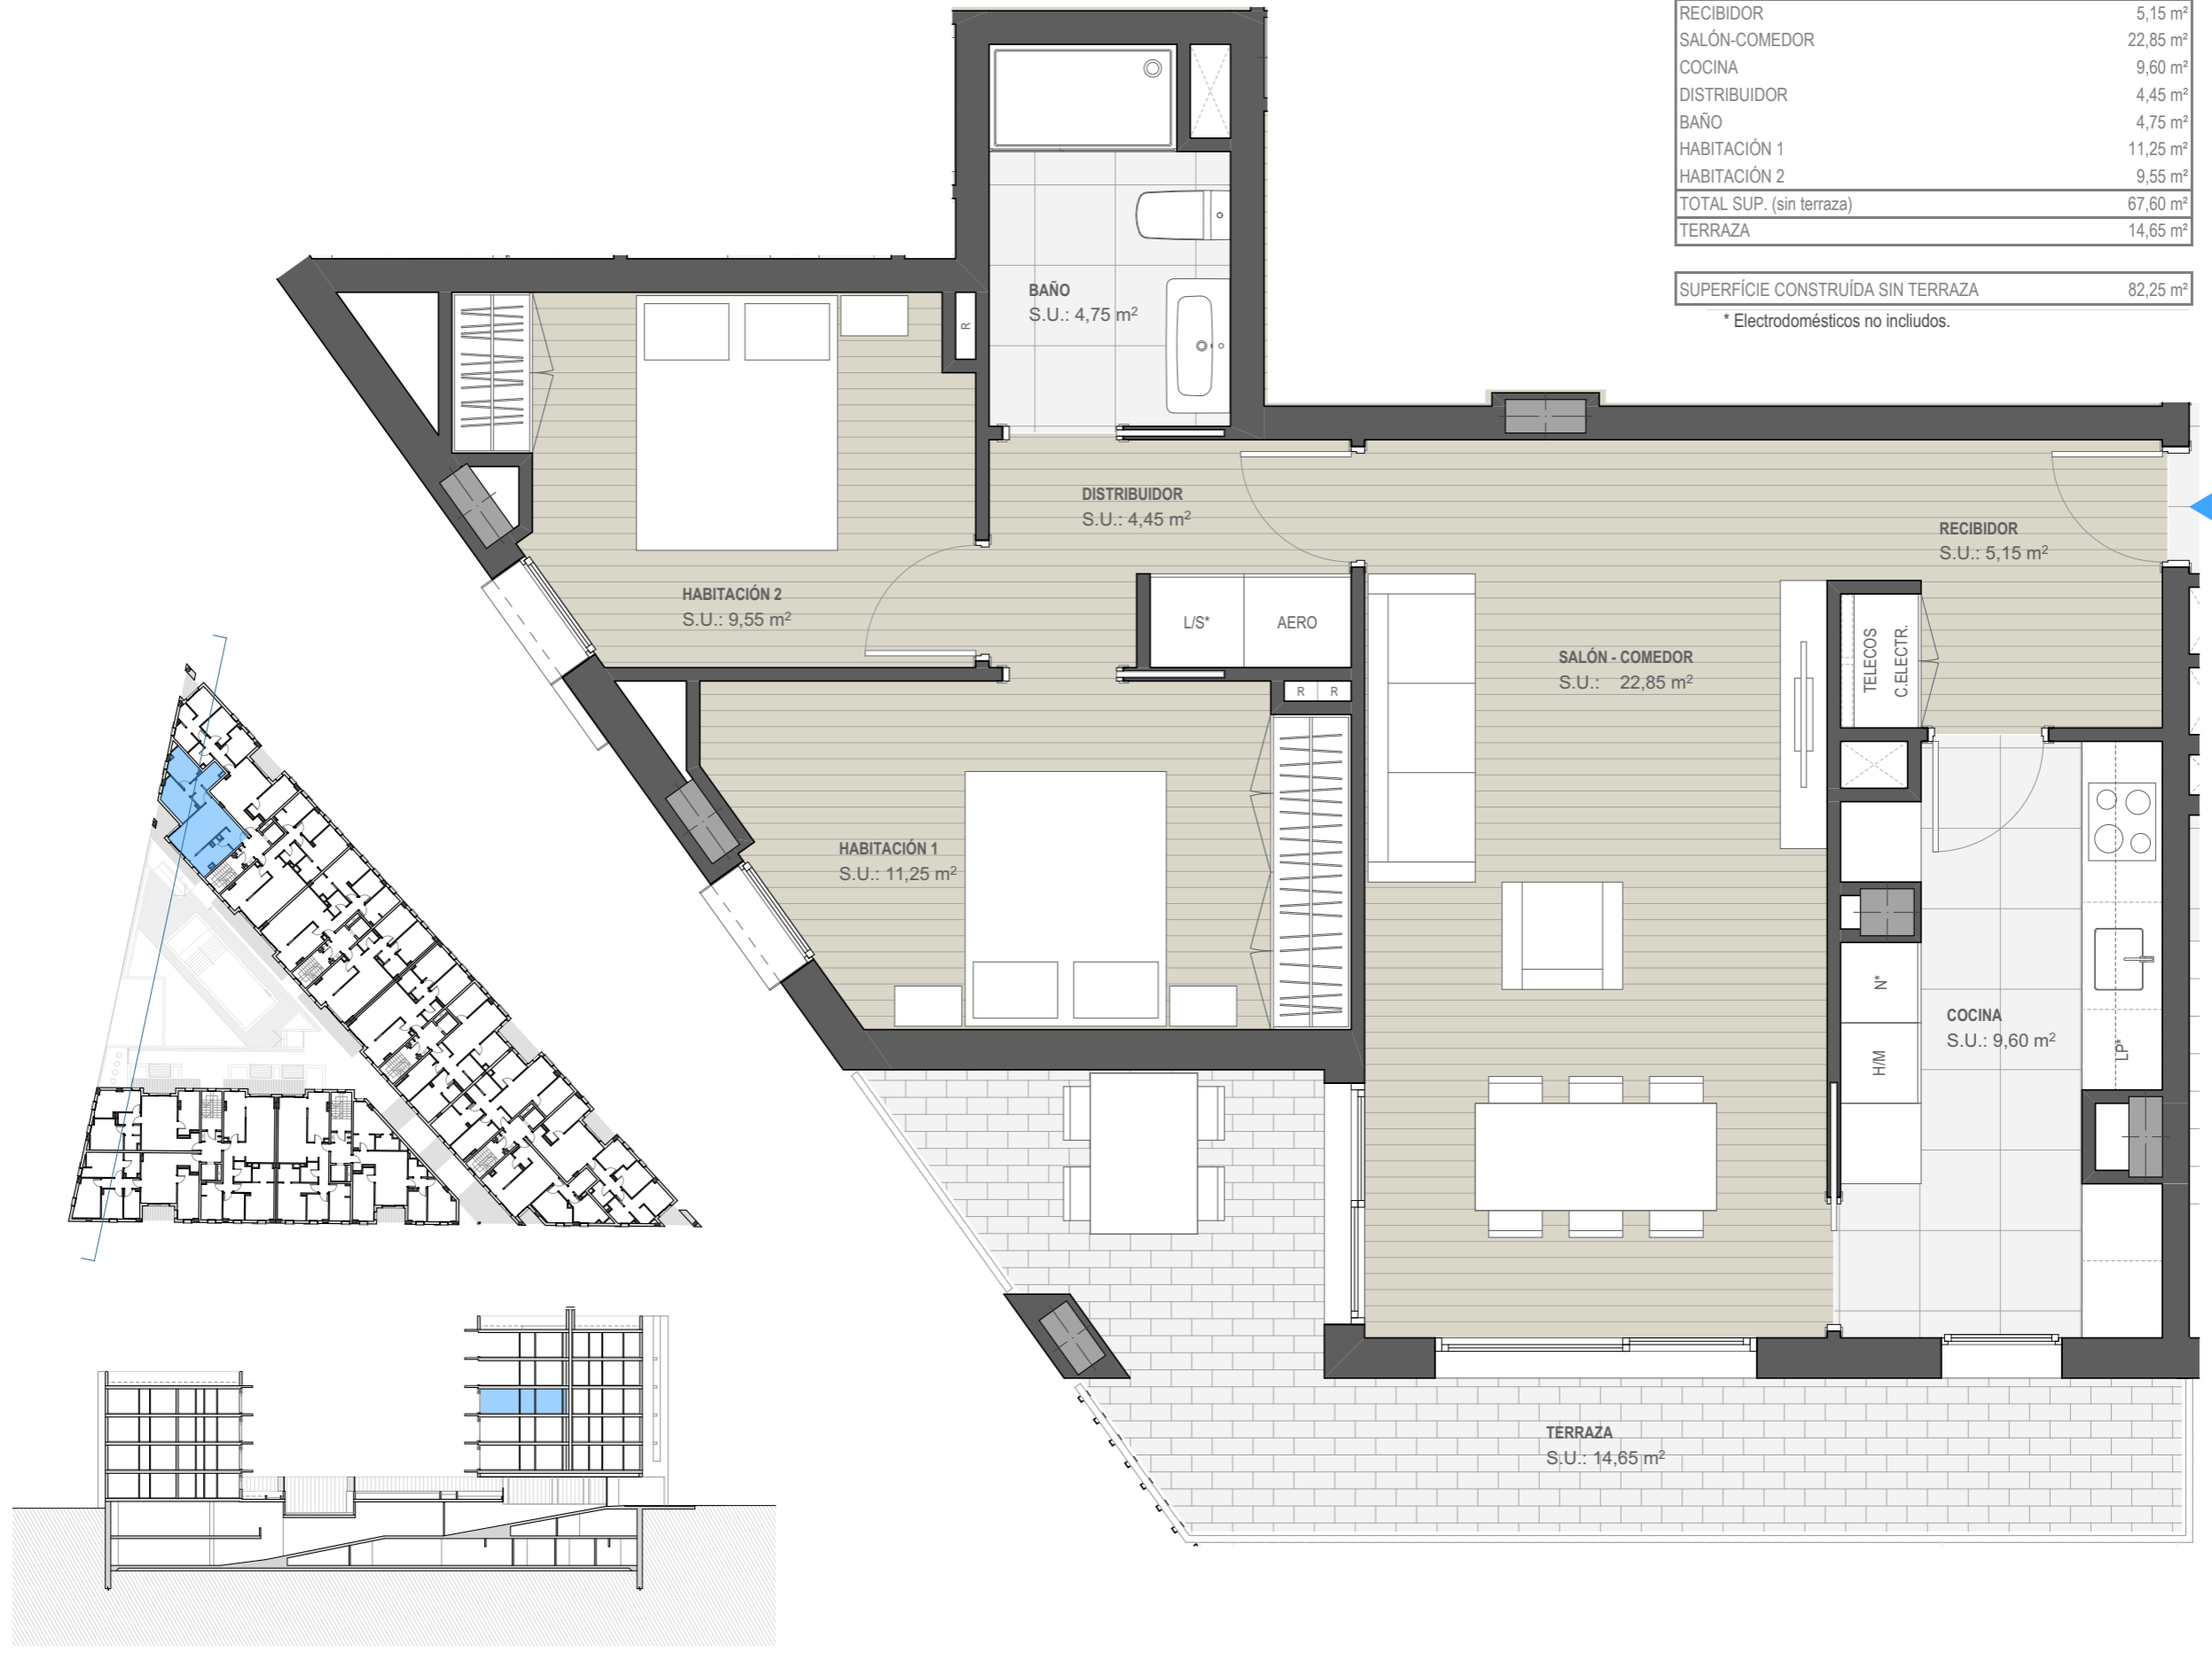 RECIBIDOR 5,15 m²
SALÓN-COMEDOR 22,85 m²
COCINA 9,60 m²
DISTRIBUIDOR 4,45 m²
BAÑO 4,75 m²
HABITACIÓN 1 11,25 m²
HABITACIÓN 2 9,55 m²
TOTAL SUP. (sin terraza) 67,60 m²
TERRAZA 14,65 m²
SUPERFÍCIE CONSTRUÍDA SIN TERRAZA 82,25 m²
* Electrodomésticos no incliudos.
BAÑO
S.U.: 4,75 m²
R
DISTRIBUIDOR
S.U.: 4,45 m²
RECIBIDOR
S.U.: 5,15 m²
HABITACIÓN 2
S.U.: 9,55 m²
L/S*
AERO
SALÓN - COMEDOR
S.U.: 22,85 m²
TELECOS
C.ELECTR.
R
R
HABITACIÓN 1
S.U.: 11,25 m²
N*
H/M
COCINA
S.U.: 9,60 m²
LP*
TERRAZA
S.U.: 14,65 m²